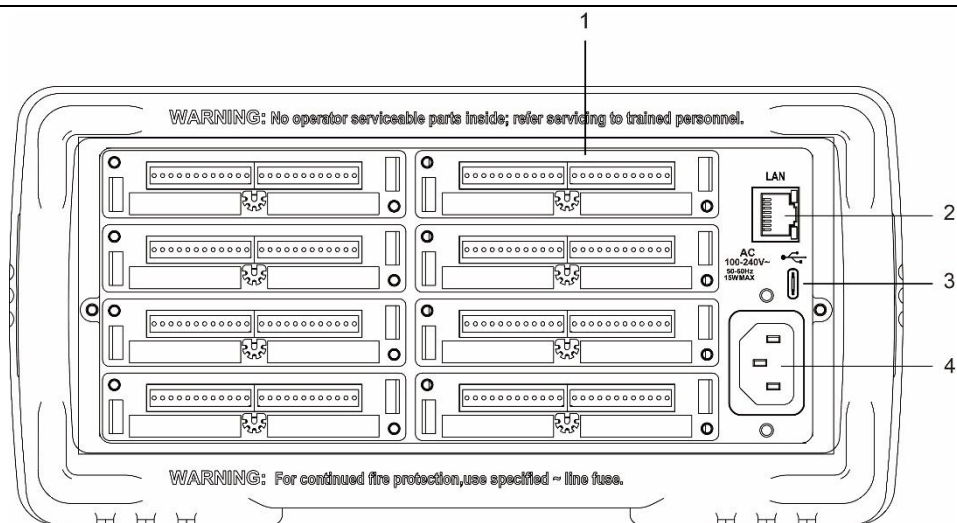 1
WARNING: No operator serviceable parts inside; refer servicing to trained personnel.
LAN
2
AC
100-240V~
50-60Hz
15WMAX
3
4
WARNING: For continued fire protection,use specified ~ line fuse.